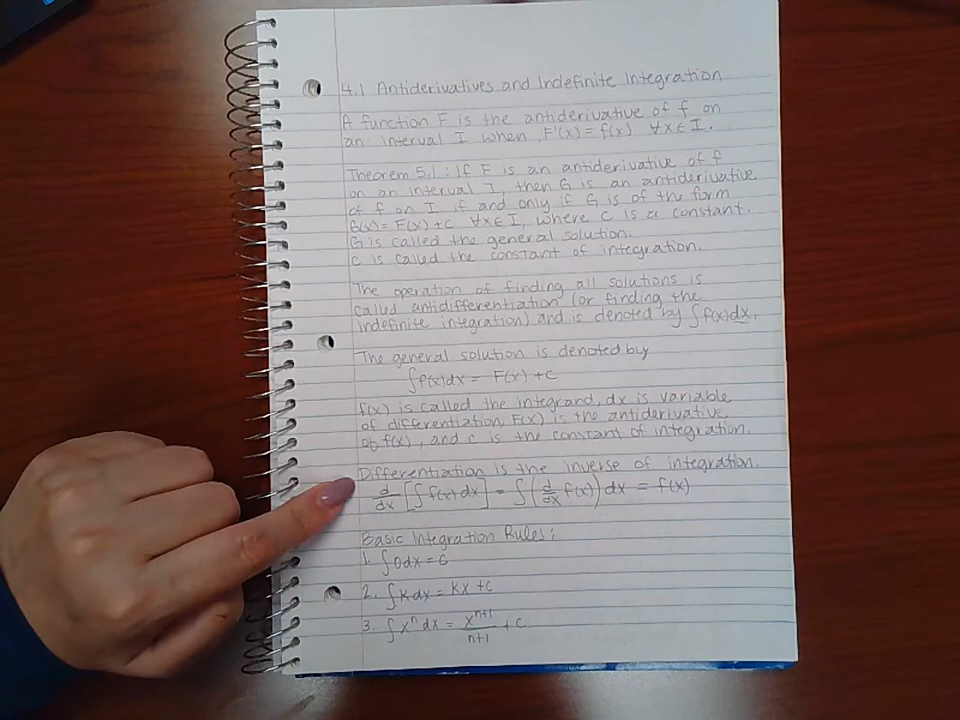 4.1 Antiderivatives and Indefinite Integration
A function F is the antiderivative of f on
an interval I when F'(x) = f(x) ∀x∈I.
Theorem 5.1: If F is an antiderivative of f
on an interval I, then G is an antiderivative
of f on I if and only if G is of the form
G(x) = F(x) + C ∀x∈I, where C is a constant.
G is called the general solution.
C is called the constant of integration.
The operation of finding all solutions is
called antidifferentiation (or finding the
indefinite integration) and is denoted by ∫f(x)dx.
The general solution is denoted by
∫f(x)dx = F(x) + C
f(x) is called the integrand, dx is variable
of differentiation, F(x) is the antiderivative
of f(x), and C is the constant of integration.
Differentiation is the inverse of integration.
d/dx [∫f(x)dx] = ∫(d/dx f(x)) dx = f(x)
Basic Integration Rules:
1. ∫0dx = C
2. ∫kdx = kx + C
3. ∫x^n dx = x^(n+1)/(n+1) + C